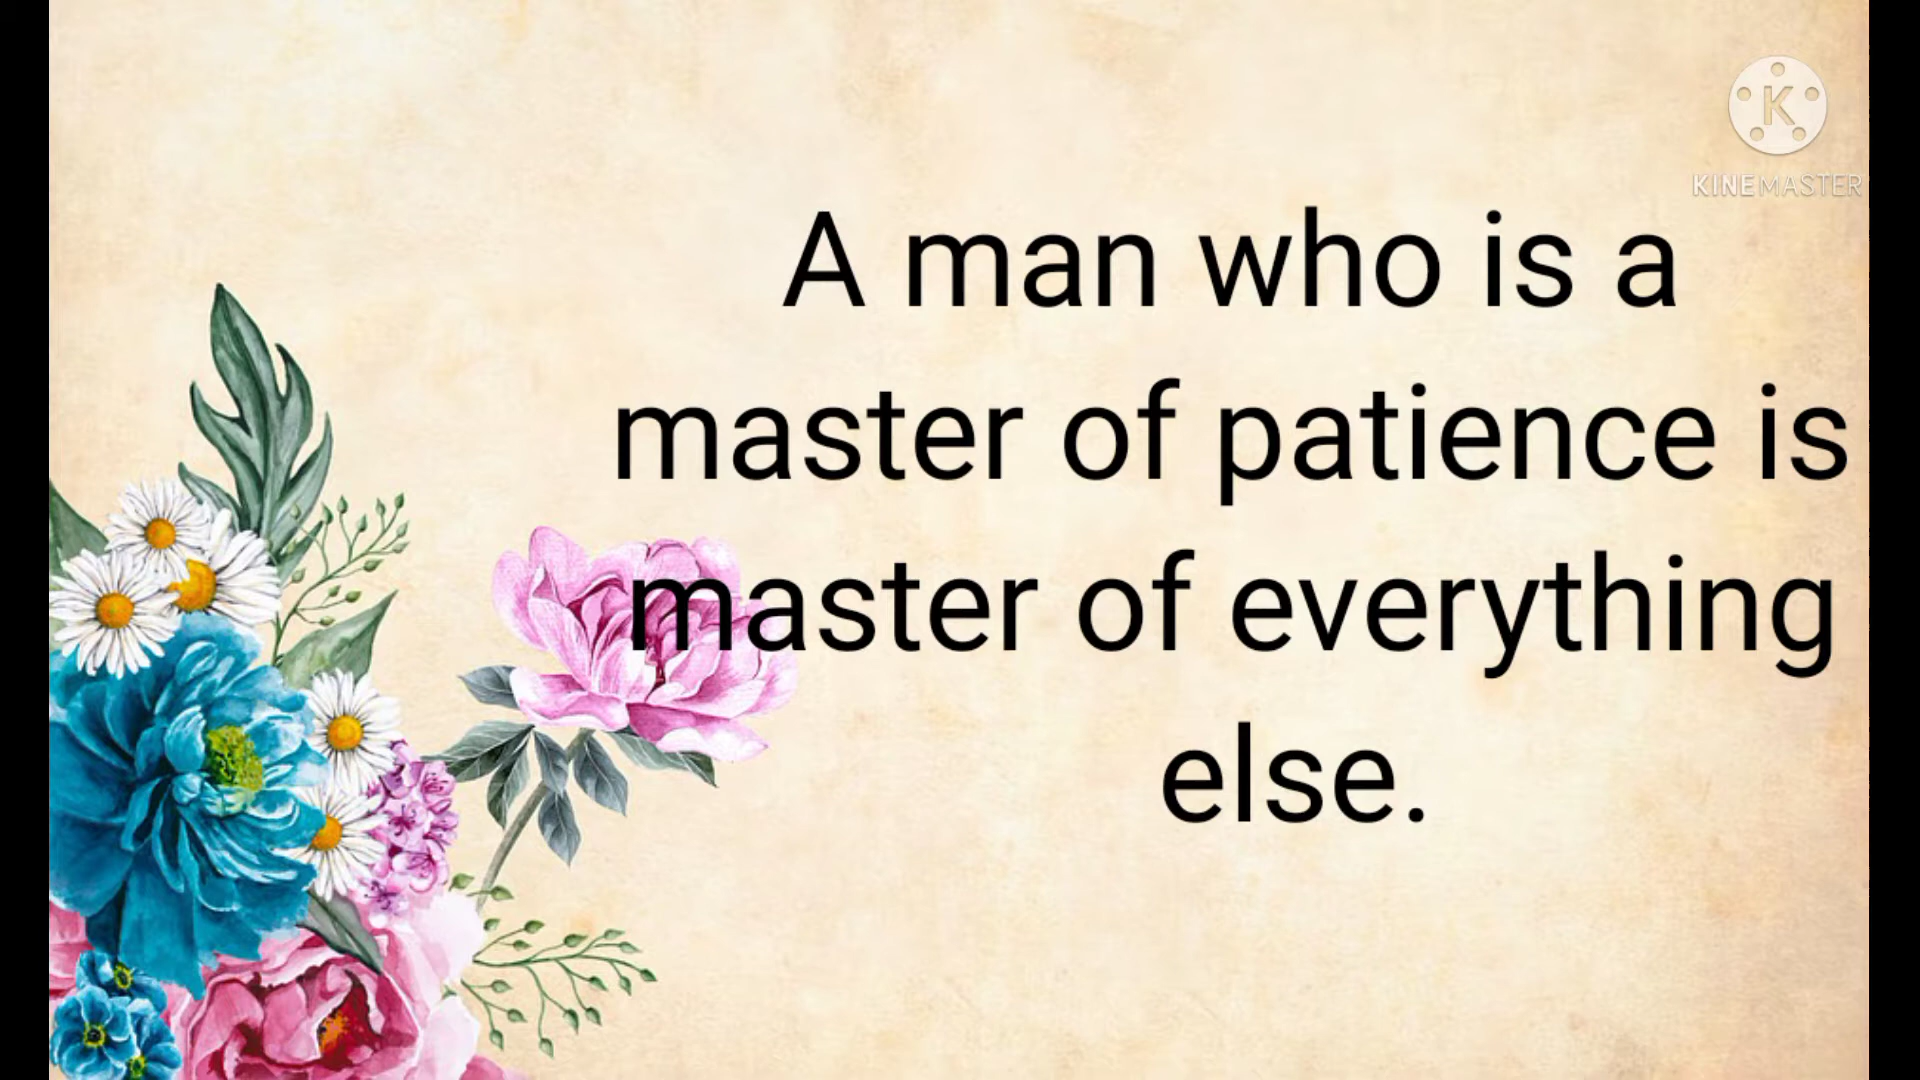 K
KINEMASTER
A man who is a
master of patience is
master of everything
else.